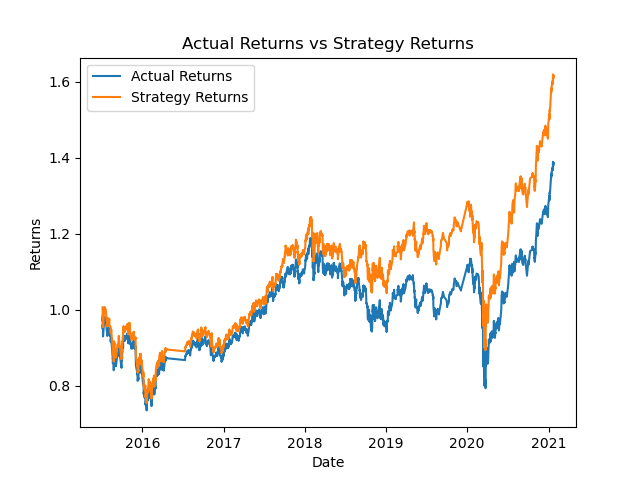 Actual Returns vs Strategy Returns
Actual Returns
Strategy Returns
1.6
1.4
1.2
1.0
0.8
Returns
2016 2017 2018 2019 2020 2021
Date